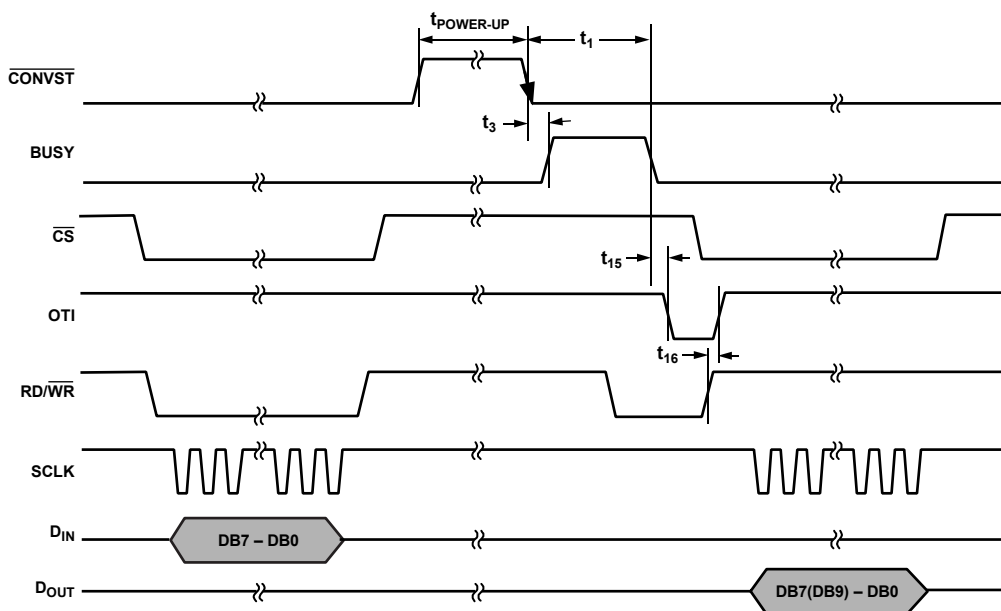 tPOWER-UP
t1
CONVST
t3
BUSY
CS
t15
OTI
t16
RD/WR
SCLK
DIN
DB7 – DB0
DOUT
DB7(DB9) – DB0